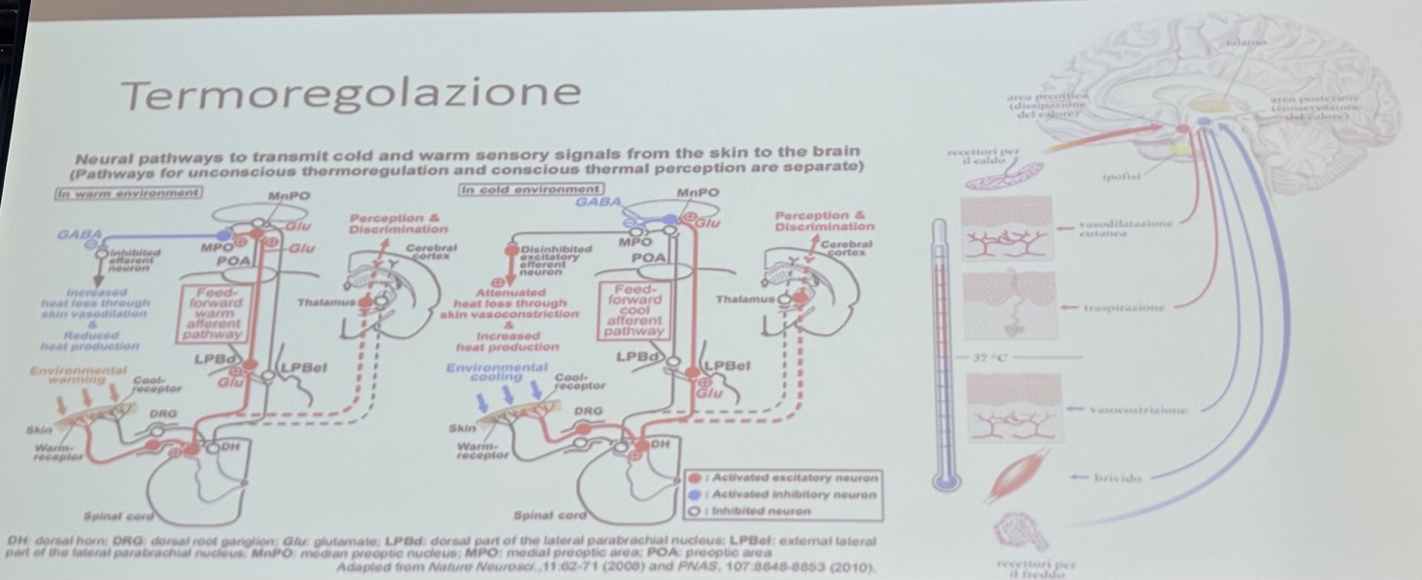 Termoregolazione
Neural pathways to transmit cold and warm sensory signals from the skin to the brain
(Pathways for unconscious thermoregulation and conscious thermal perception are separate)
In warm environment
MnPO
GABA
Glu
MPO
Glu
Inhibited
efferent
neuron
POA
Perception &
Discrimination
Cerebral
cortex
Increased
heat loss through
skin vasodilation
&
Reduced
heat production
Feed-
forward
warm
afferent
pathway
Thalamus
LPBd
LPBel
Glu
Environmental
warming
Cool-
receptor
DRG
Skin
Warm-
receptor
DH
Spinal cord
In cold environment
MnPO
GABA
Glu
MPO
Disinhibited
excitatory
efferent
neuron
POA
Perception &
Discrimination
Cerebral
cortex
Attenuated
heat loss through
skin vasoconstriction
&
Increased
heat production
Feed-
forward
cool
afferent
pathway
Thalamus
LPBd
LPBel
Glu
Environmental
cooling
Cool-
receptor
DRG
Skin
Warm-
receptor
DH
Spinal cord
: Activated excitatory neuron
: Activated inhibitory neuron
: Inhibited neuron
DH: dorsal horn; DRG: dorsal root ganglion; Glu: glutamate; LPBd: dorsal part of the lateral parabrachial nucleus; LPBel: external lateral
part of the lateral parabrachial nucleus; MnPO: median preoptic nucleus; MPO: medial preoptic area; POA: preoptic area
Adapted from Nature Neurosci.,11:62-71 (2008) and PNAS, 107:8848-8853 (2010).
talamo
area preottica
(dissipazione
del calore)
area posteriore
(conservazione
del calore)
recettori per
il caldo
ipofisi
vasodilatazione
cutanea
traspirazione
37 °C
vasocostrizione
brivido
recettori per
il freddo